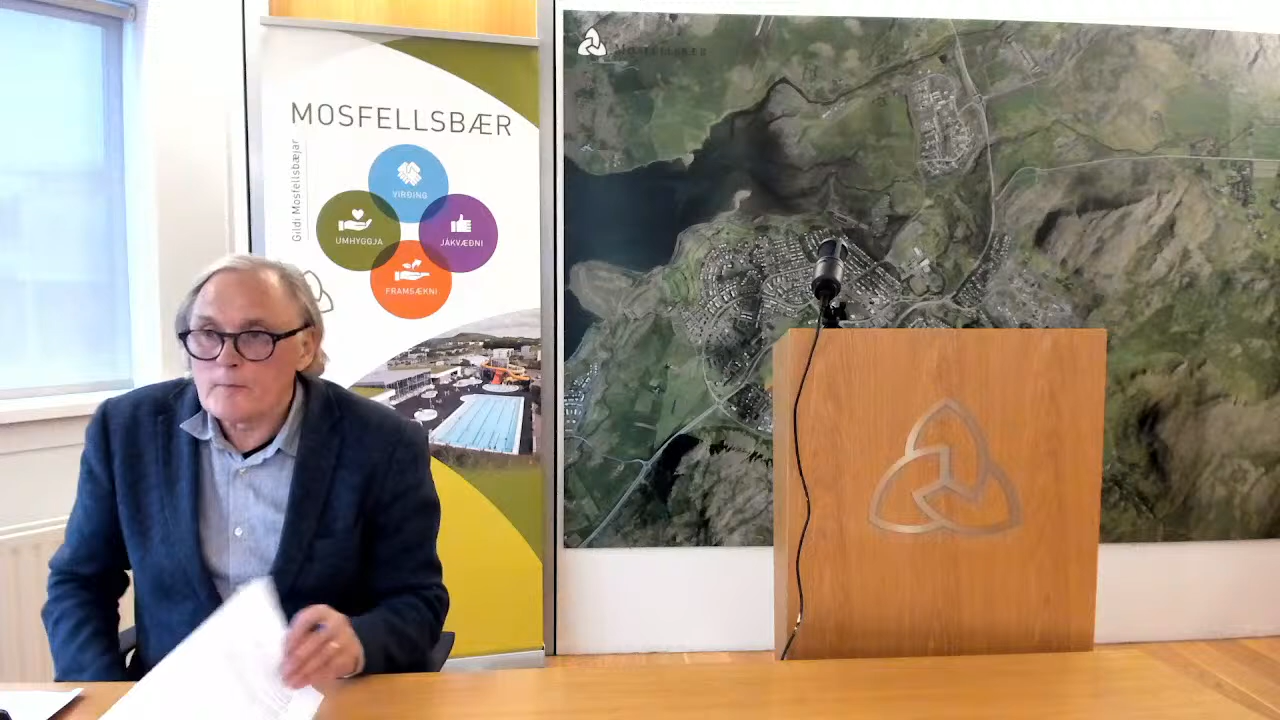 MOSFELLSBÆR
Gildi Mosfellsbæjar
VIRÐING
UMHYGGJA
JÁKVÆÐNI
FRAMSÆKNI
MOSFELLSBÆR